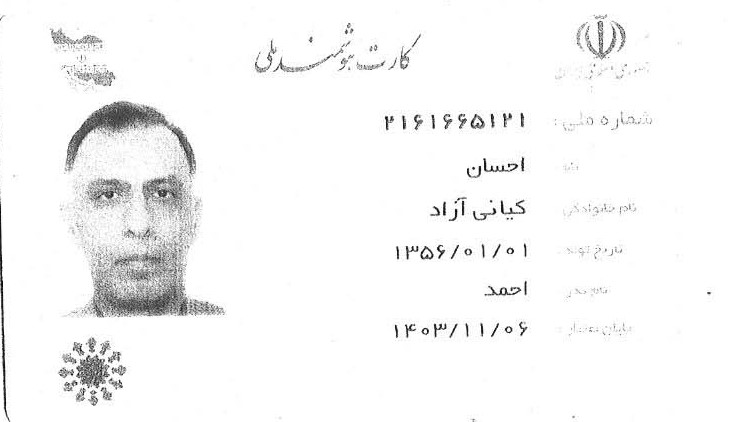 کارت هوشمند ملی
جمهوری اسلامی ایران
شماره ملی: ۲۱۶۱۶۶۵۱۲۱
نام احسان
نام خانوادگی: کیانی آزاد
تاریخ تولد: ۱۳۵۶/۰۱/۰۱
نام پدر: احمد
پایان اعتبار: ۱۴۰۳/۱۱/۰۶